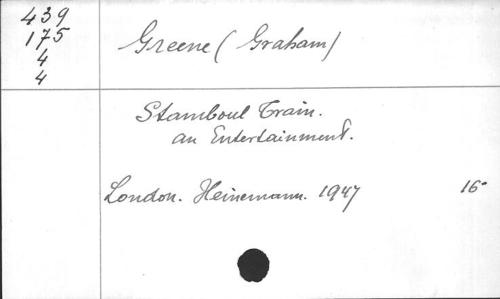 439
175
4
4
Greene (Graham)
Stamboul Train.
an Entertainment.
London. Heinemann. 1947 16°